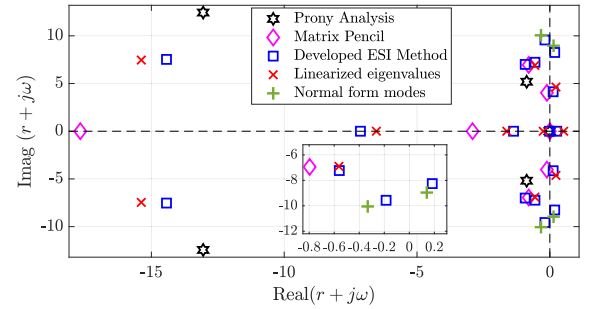 Prony Analysis
Matrix Pencil
Developed ESI Method
Linearized eigenvalues
Normal form modes
10
5
0
-5
-10
Imag (r + jω)
-6
-8
-10
-12
-0.8 -0.6 -0.4 -0.2 0 0.2
-15 -10 -5 0
Real(r + jω)